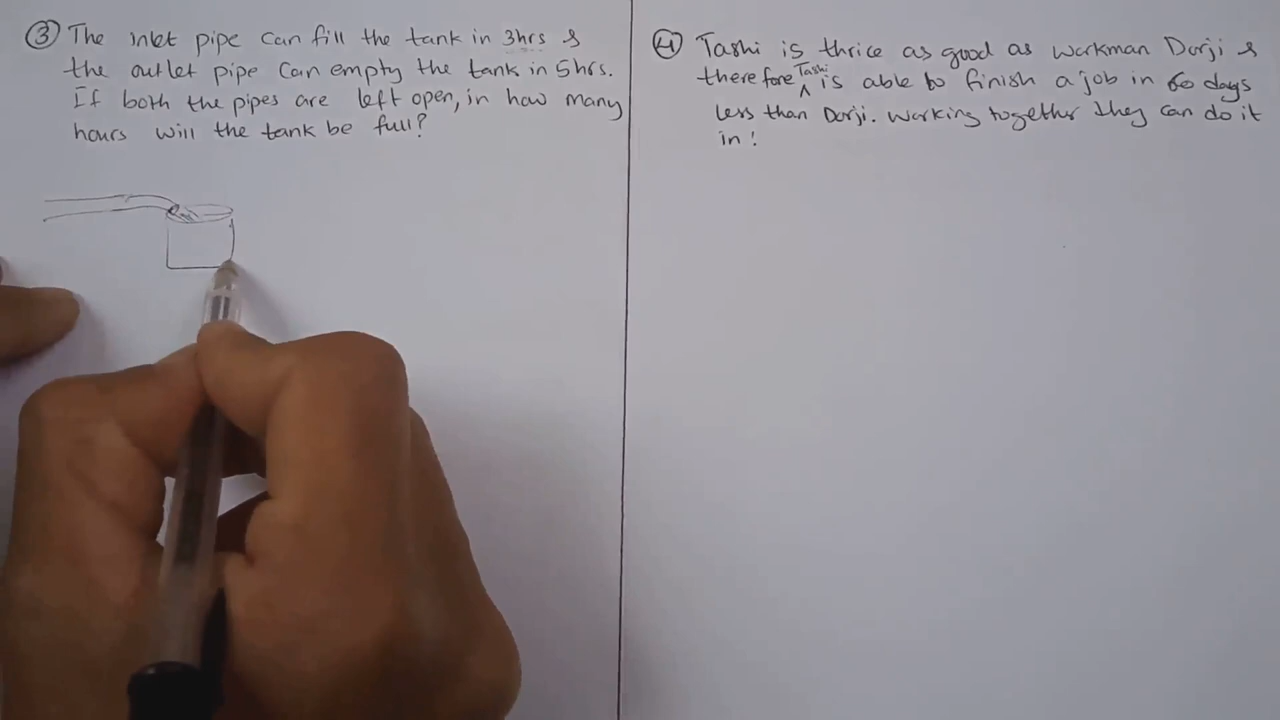 ③ The inlet pipe can fill the tank in 3hrs &
the outlet pipe can empty the tank in 5hrs.
If both the pipes are left open, in how many
hours will the tank be full?
④ Tashi is thrice as good as workman Dorji &
therefore Tashi is able to finish a job in 60 days
less than Dorji. Working together they can do it
in: